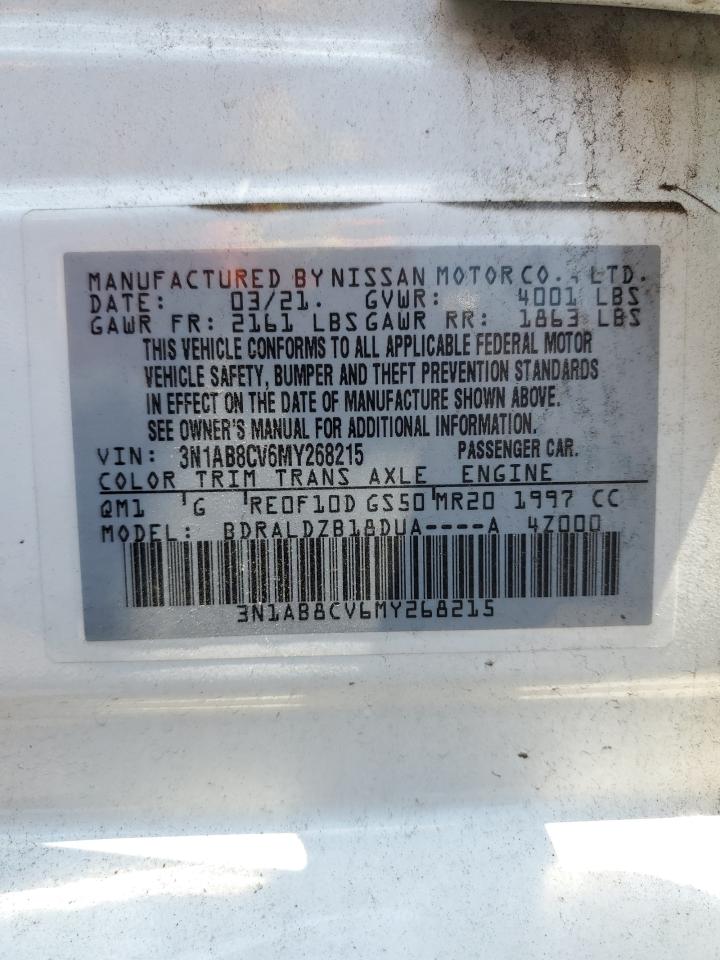 MANUFACTURED BY NISSAN MOTOR CO., LTD.
DATE: 03/21. GVWR: 4001 LBS
GAWR FR: 2161 LBS GAWR RR: 1863 LBS
THIS VEHICLE CONFORMS TO ALL APPLICABLE FEDERAL MOTOR
VEHICLE SAFETY, BUMPER AND THEFT PREVENTION STANDARDS
IN EFFECT ON THE DATE OF MANUFACTURE SHOWN ABOVE.
SEE OWNER'S MANUAL FOR ADDITIONAL INFORMATION.
VIN: 3N1AB8CV6MY268215 PASSENGER CAR.
COLOR TRIM TRANS AXLE ENGINE
QM1 G RE0F10D GS50 MR20 1997 CC
MODEL: BDRALDZB18DUA----A 4Z000
3N1AB8CV6MY268215